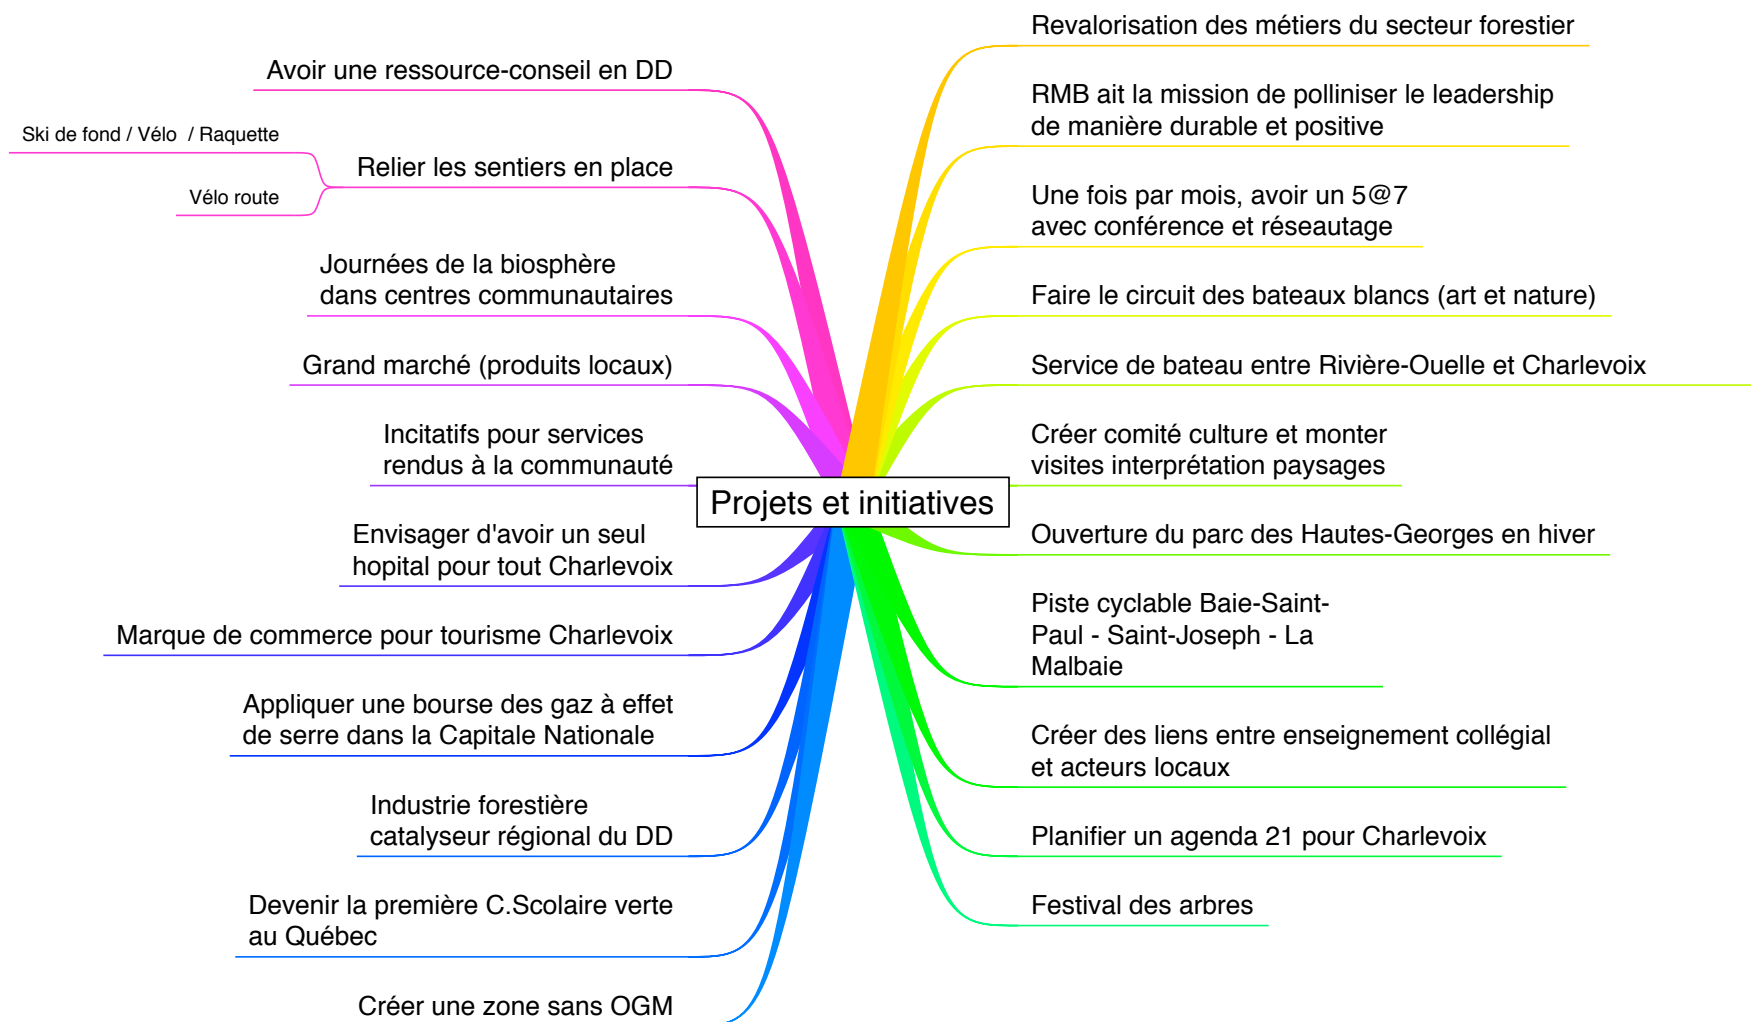 Projets et initiatives
Avoir une ressource-conseil en DD
Relier les sentiers en place
Ski de fond / Vélo  / Raquette
Vélo route
Journées de la biosphère
dans centres communautaires
Grand marché (produits locaux)
Incitatifs pour services
rendus à la communauté
Envisager d'avoir un seul
hopital pour tout Charlevoix
Marque de commerce pour tourisme Charlevoix
Appliquer une bourse des gaz à effet
de serre dans la Capitale Nationale
Industrie forestière
catalyseur régional du DD
Devenir la première C.Scolaire verte
au Québec
Créer une zone sans OGM
Revalorisation des métiers du secteur forestier
RMB ait la mission de polliniser le leadership
de manière durable et positive
Une fois par mois, avoir un 5@7
avec conférence et réseautage
Faire le circuit des bateaux blancs (art et nature)
Service de bateau entre Rivière-Ouelle et Charlevoix
Créer comité culture et monter
visites interprétation paysages
Ouverture du parc des Hautes-Georges en hiver
Piste cyclable Baie-Saint-
Paul - Saint-Joseph - La
Malbaie
Créer des liens entre enseignement collégial
et acteurs locaux
Planifier un agenda 21 pour Charlevoix
Festival des arbres